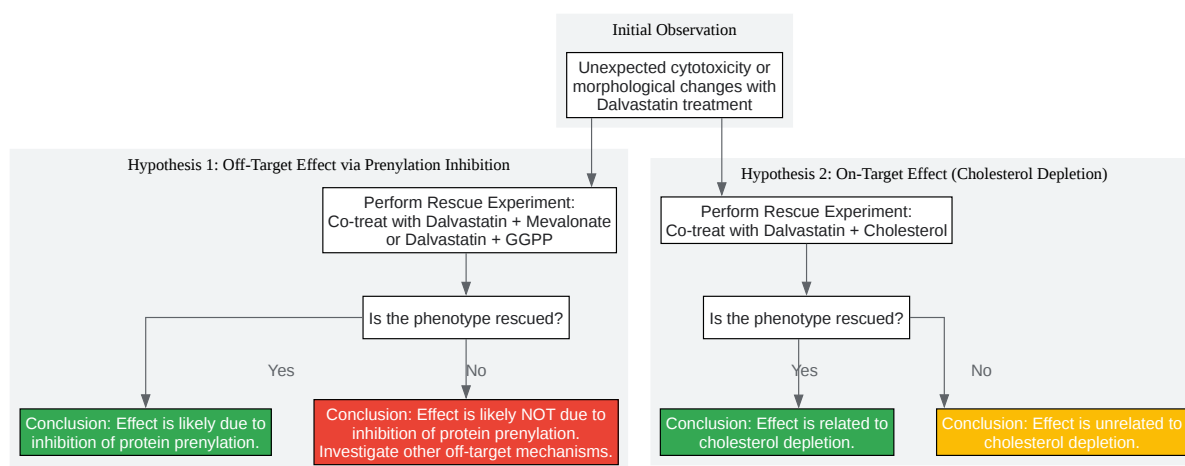 Initial Observation
Unexpected cytotoxicity or
morphological changes with
Dalvastatin treatment
Hypothesis 1: Off-Target Effect via Prenylation Inhibition
Perform Rescue Experiment:
Co-treat with Dalvastatin + Mevalonate
or Dalvastatin + GGPP
Is the phenotype rescued?
Yes
No
Conclusion: Effect is likely due to
inhibition of protein prenylation.
Conclusion: Effect is likely NOT due to
inhibition of protein prenylation.
Investigate other off-target mechanisms.
Hypothesis 2: On-Target Effect (Cholesterol Depletion)
Perform Rescue Experiment:
Co-treat with Dalvastatin + Cholesterol
Is the phenotype rescued?
Yes
No
Conclusion: Effect is related to
cholesterol depletion.
Conclusion: Effect is unrelated to
cholesterol depletion.